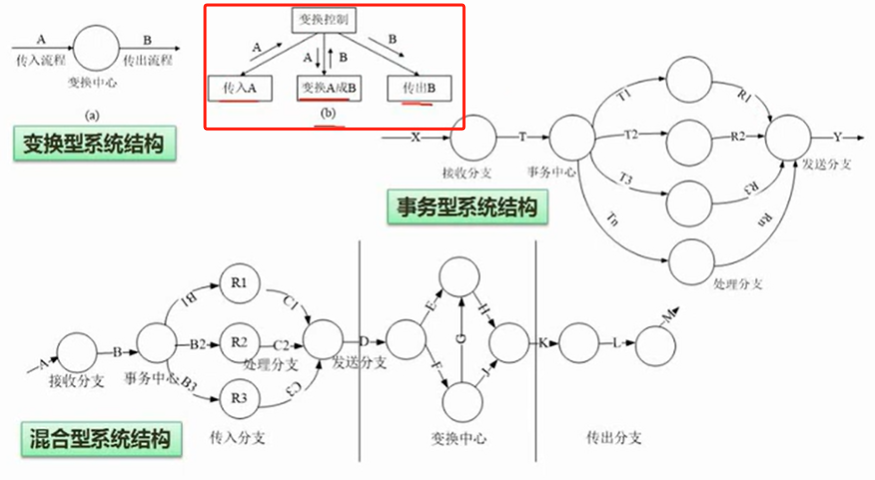 A
传入流程
变换中心
B
传出流程
(a)
变换型系统结构
变换控制
A
A
B
B
传入A
变换A成B
传出B
(b)
X
接收分支
T
事务中心
T1
T2
T3
Tn
R1
R2
R3
Rn
Y
发送分支
处理分支
事务型系统结构
A
接收分支
B
事务中心
B1
B2
B3
R1
R2
R3
C1
C2
C3
处理分支
发送分支
D
传入分支
E
F
G
H
J
变换中心
K
L
M
传出分支
混合型系统结构